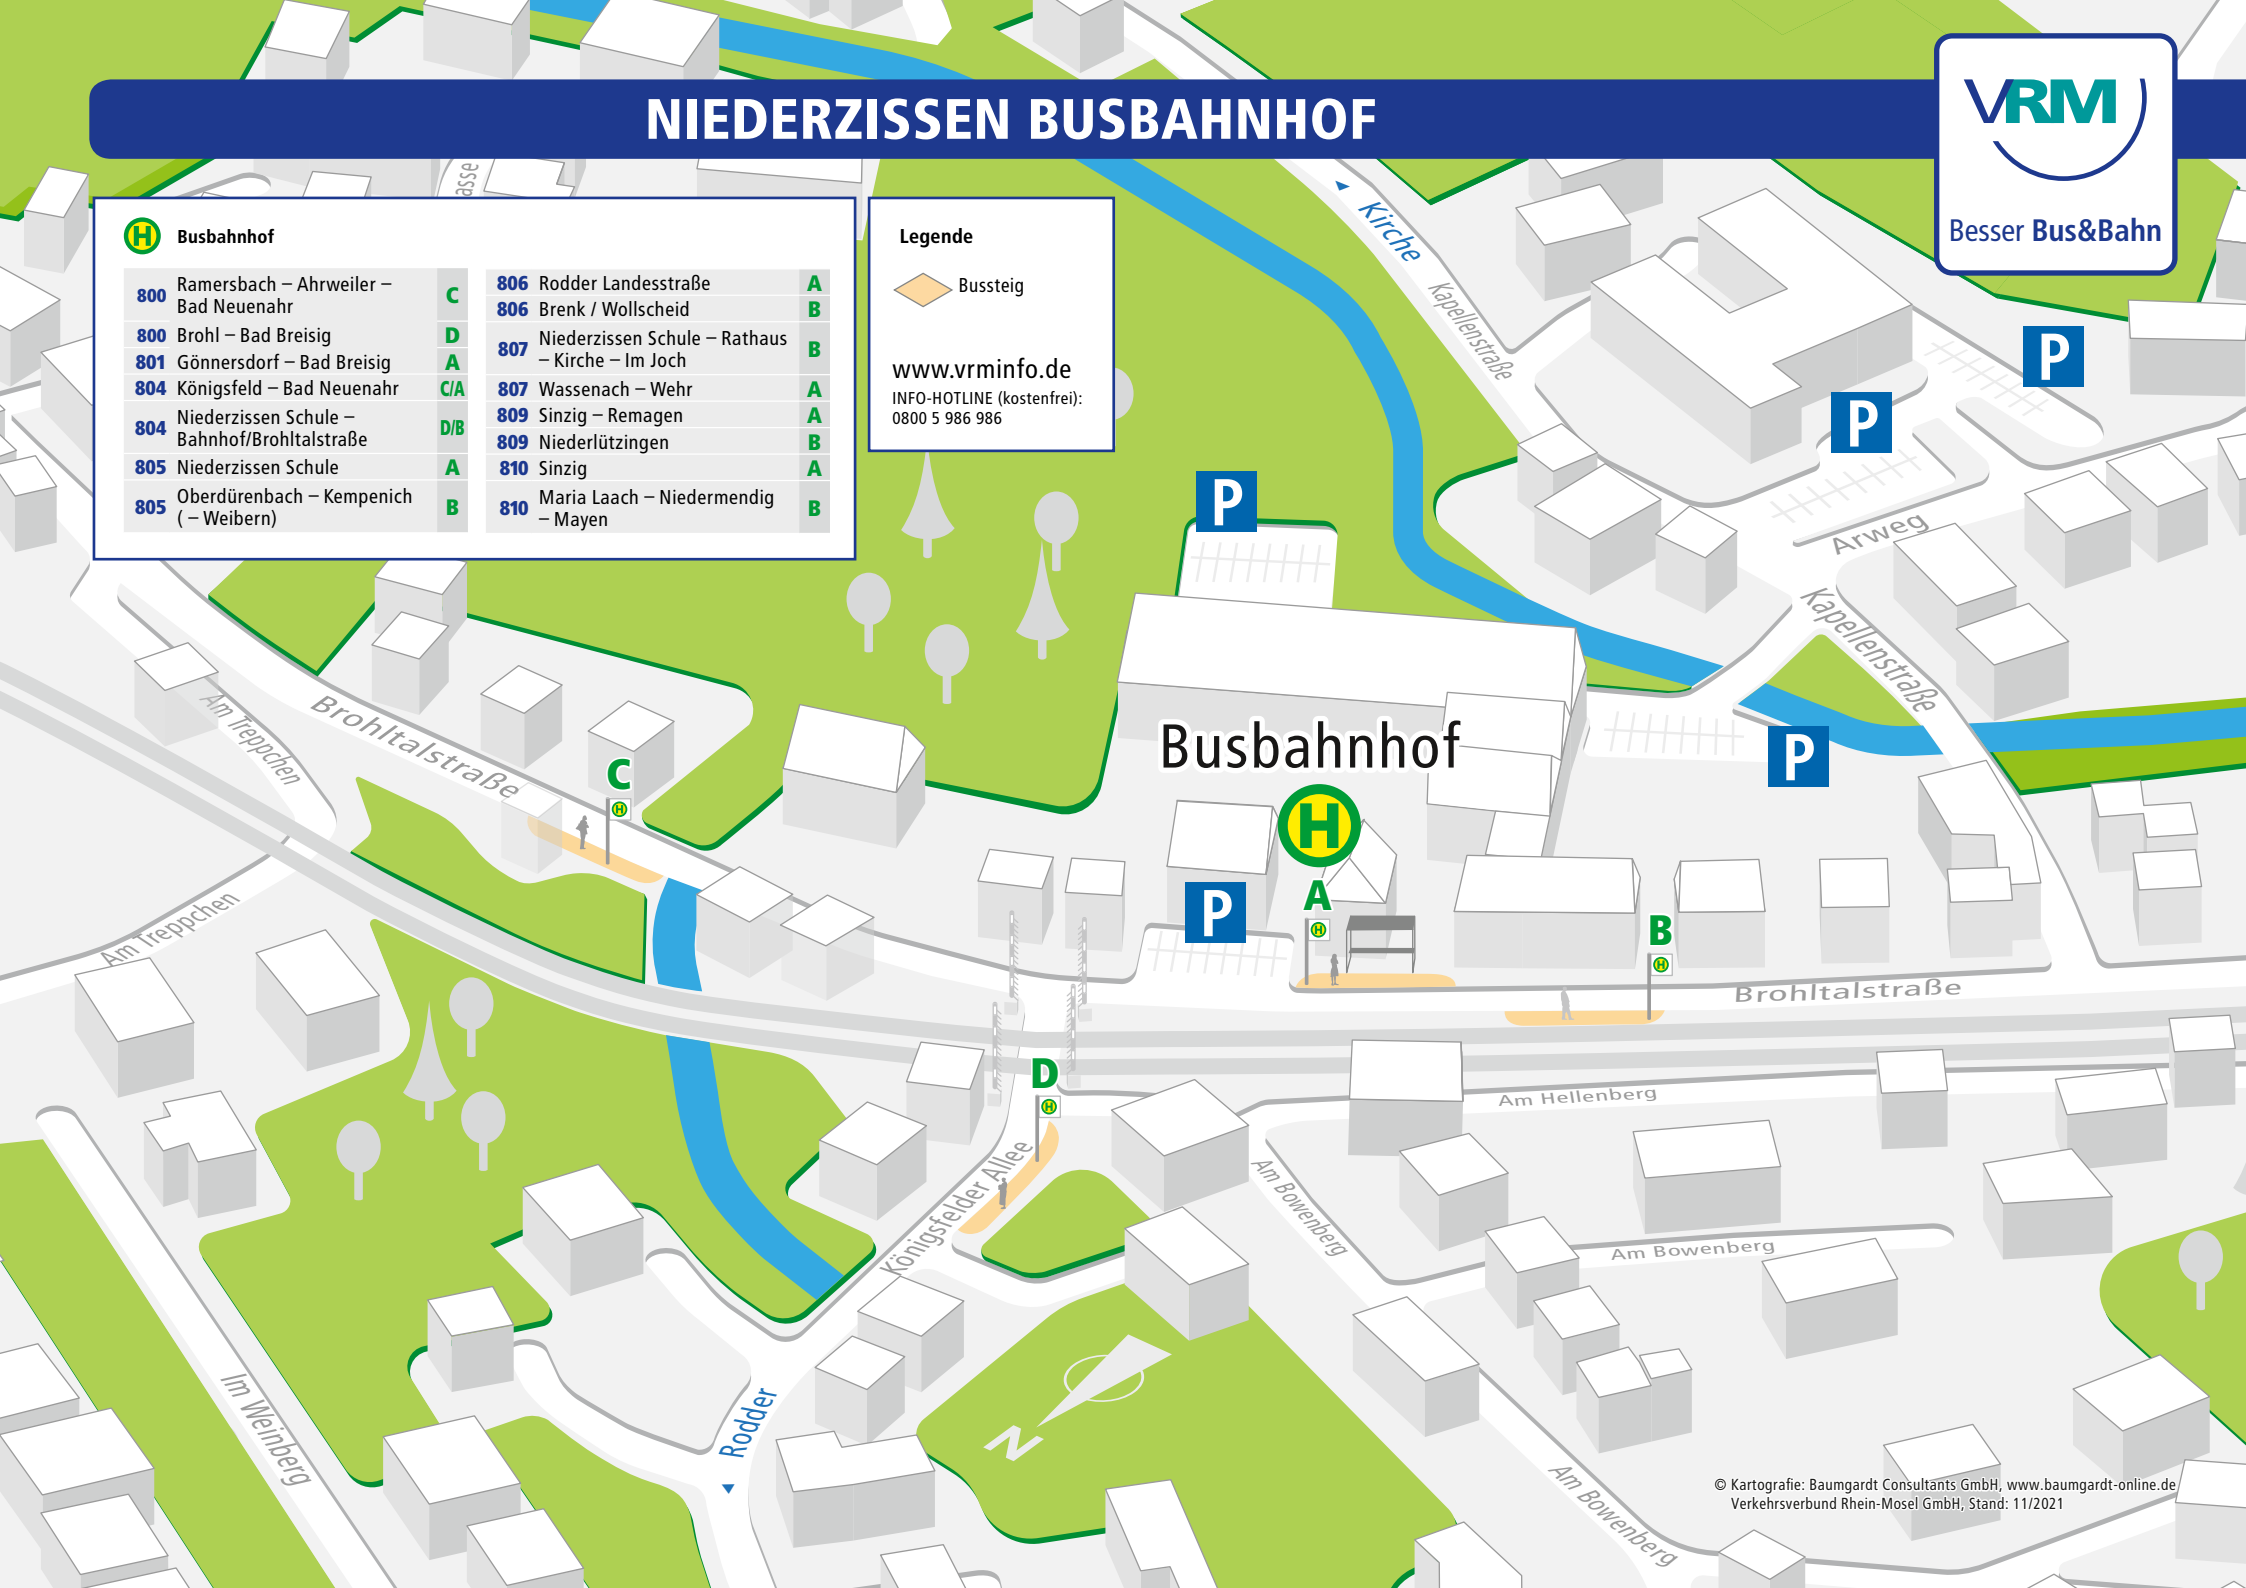 NIEDERZISSEN BUSBAHNHOF
VRM
Besser Bus&Bahn
H Busbahnhof
800 Ramersbach – Ahrweiler –
Bad Neuenahr C
800 Brohl – Bad Breisig D
801 Gönnersdorf – Bad Breisig A
804 Königsfeld – Bad Neuenahr C/A
804 Niederzissen Schule –
Bahnhof/Brohltalstraße D/B
805 Niederzissen Schule A
805 Oberdürenbach – Kempenich
( – Weibern) B
806 Rodder Landesstraße A
806 Brenk / Wollscheid B
807 Niederzissen Schule – Rathaus
– Kirche – Im Joch B
807 Wassenach – Wehr A
809 Sinzig – Remagen A
809 Niederlützingen B
810 Sinzig A
810 Maria Laach – Niedermendig
– Mayen B
Legende
Bussteig
www.vrminfo.de
INFO-HOTLINE (kostenfrei):
0800 5 986 986
asse
Kirche
Kapellenstraße
P
P
P
Arweg
Kapellenstraße
P
Am Treppchen
Brohltalstraße
C
H
Busbahnhof
H
A
H
P
B
H
Brohltalstraße
Am Treppchen
D
H
Am Hellenberg
Königsfelder Allee
Am Bowenberg
Am Bowenberg
Im Weinberg
Rodder
N
Am Bowenberg
© Kartografie: Baumgardt Consultants GmbH, www.baumgardt-online.de
Verkehrsverbund Rhein-Mosel GmbH, Stand: 11/2021